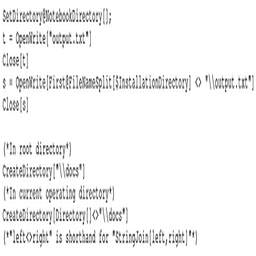 SetDirectory@NotebookDirectory[];
t = OpenWrite["output.txt"]
Close[t]
s = OpenWrite[First@FileNameSplit[$InstallationDirectory] <> "\\output.txt"]
Close[s]
(*In root directory*)
CreateDirectory["\\docs"]
(*In current operating directory*)
CreateDirectory[Directory[]<>"\\docs"]
(*"left<>right" is shorthand for "StringJoin[left,right]"*)